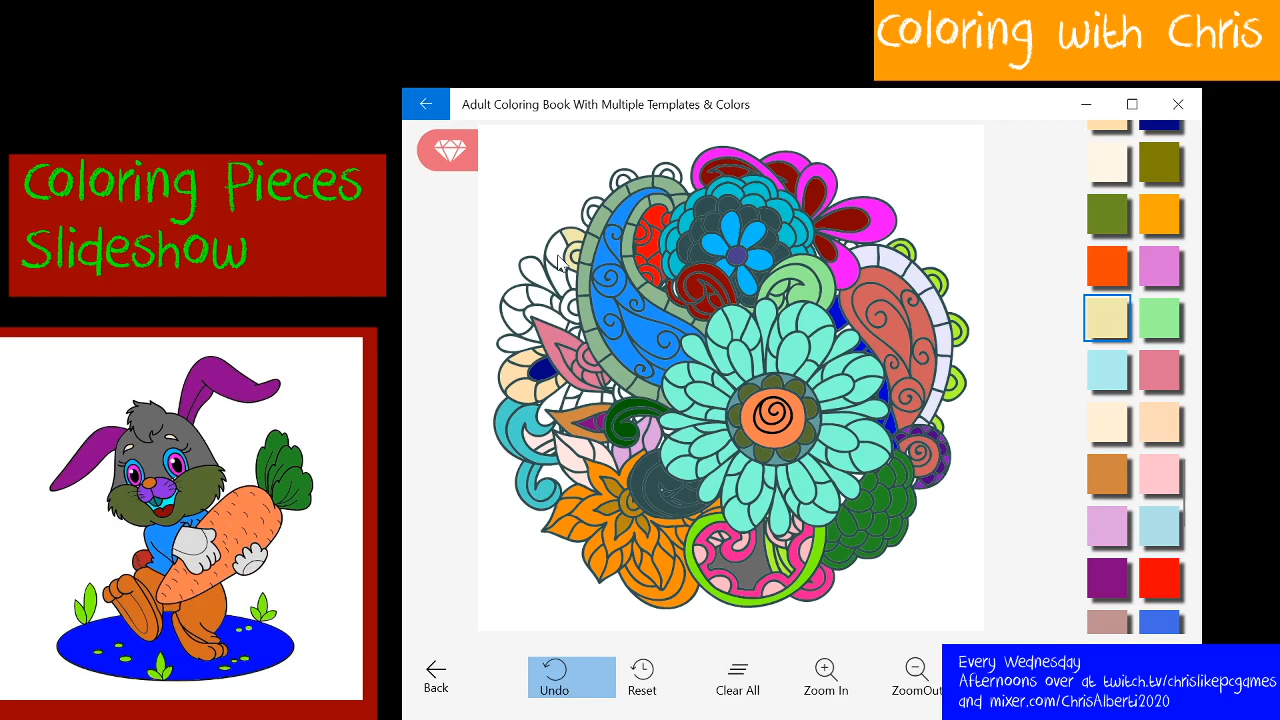 Coloring with Chris
Adult Coloring Book With Multiple Templates & Colors
Coloring Pieces
Slideshow
Back
Undo
Reset
Clear All
Zoom In
ZoomOut
Every Wednesday
Afternoons over at twitch.tv/chrislikepcgames
and mixer.com/ChrisAlberti2020